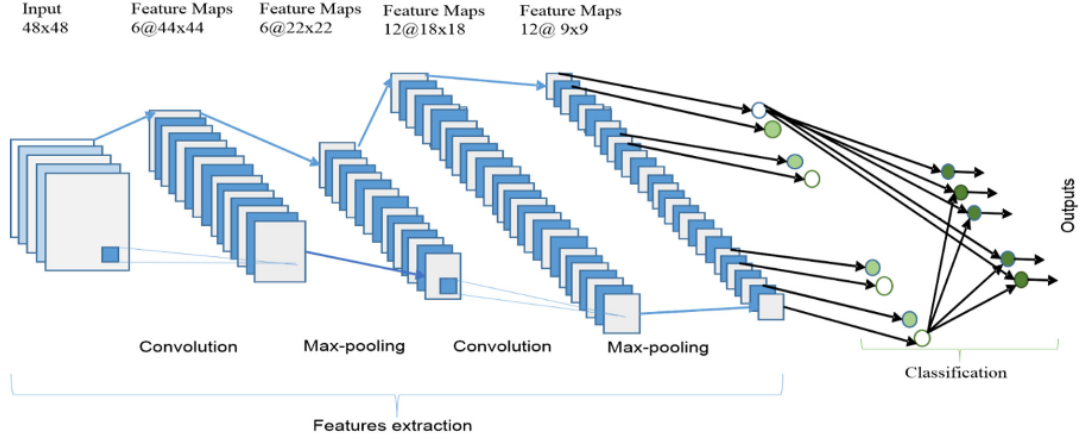 Input
48x48
Feature Maps
6@44x44
Feature Maps
6@22x22
Feature Maps
12@18x18
Feature Maps
12@ 9x9
Outputs
Convolution
Max-pooling
Convolution
Max-pooling
Classification
Features extraction